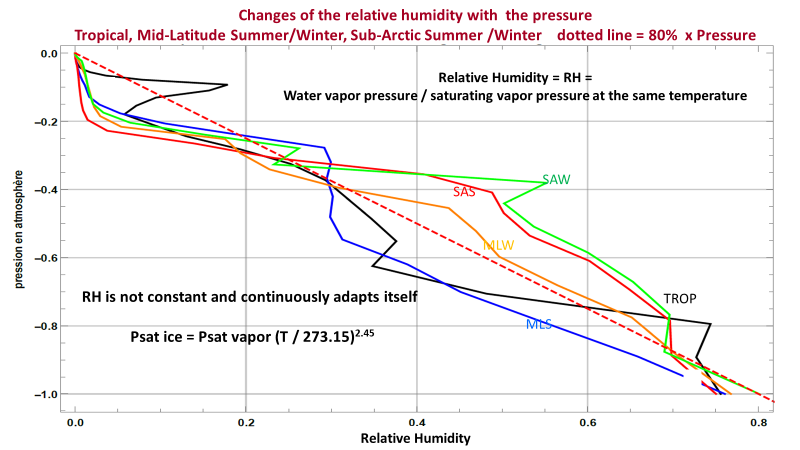 Changes of the relative humidity with the pressure
Tropical, Mid-Latitude Summer/Winter, Sub-Arctic Summer /Winter dotted line = 80% x Pressure
0.0
Relative Humidity = RH =
Water vapor pressure / saturating vapor pressure at the same temperature
−0.2
−0.4
SAW
SAS
pression en atmosphère
MLW
−0.6
RH is not constant and continuously adapts itself
TROP
−0.8
MLS
Psat ice = Psat vapor (T / 273.15)2.45
−1.0
0.0 0.2 0.4 0.6 0.8
Relative Humidity